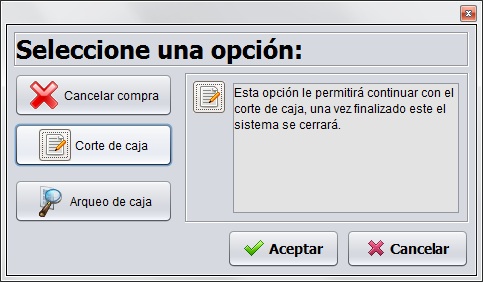 Seleccione una opción:
Cancelar compra
Corte de caja
Arqueo de caja
Esta opción le permitirá continuar con el
corte de caja, una vez finalizado este el
sistema se cerrará.
Aceptar
Cancelar